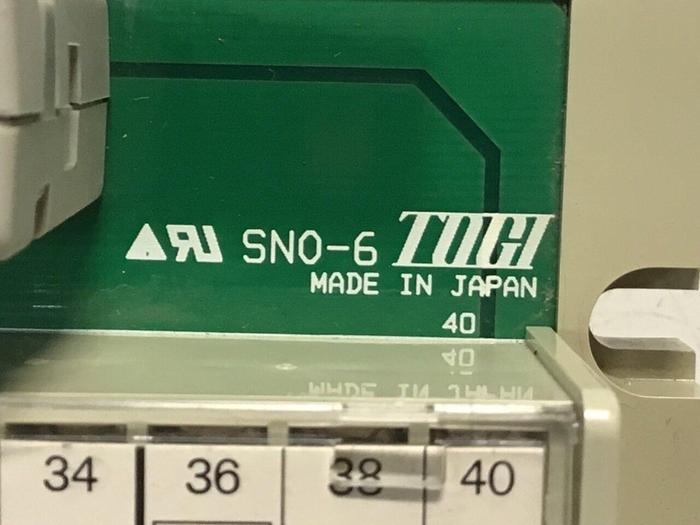 SNO-6 TOGI
MADE IN JAPAN
40
34 36 38 40